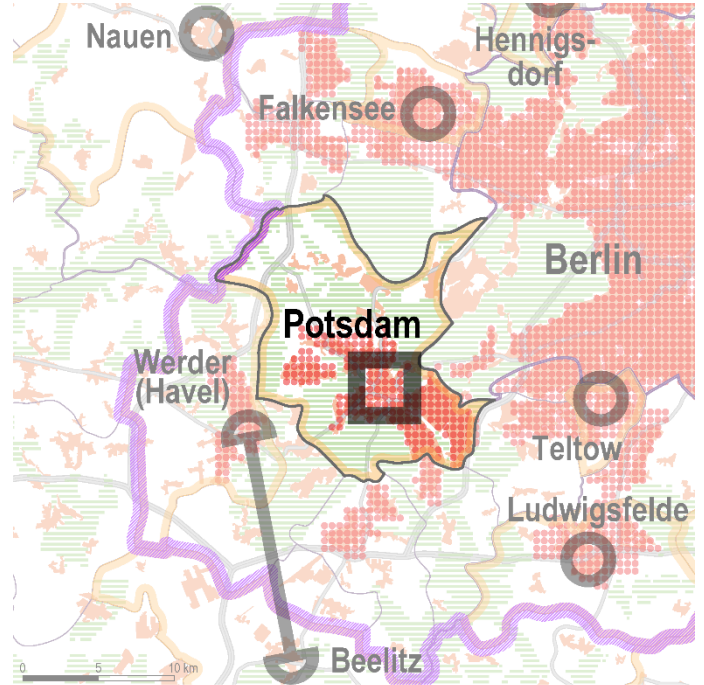 Nauen
Hennigs-
dorf
Falkensee
Berlin
Potsdam
Werder
(Havel)
Teltow
Ludwigsfelde
Beelitz
0 5 10 km